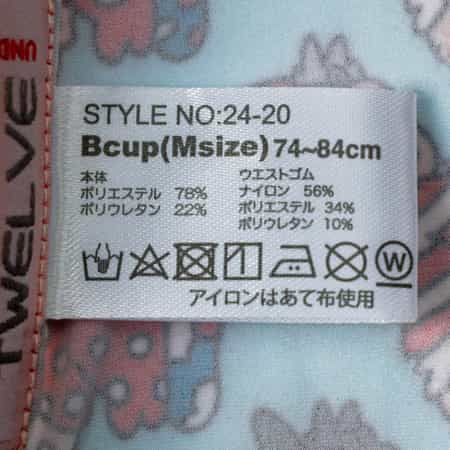 UND
TWELVE
STYLE NO:24-20
Bcup(Msize) 74~84cm
本体
ポリエステル 78%
ポリウレタン 22%
ウエストゴム
ナイロン 56%
ポリエステル 34%
ポリウレタン 10%
W
アイロンはあて布使用